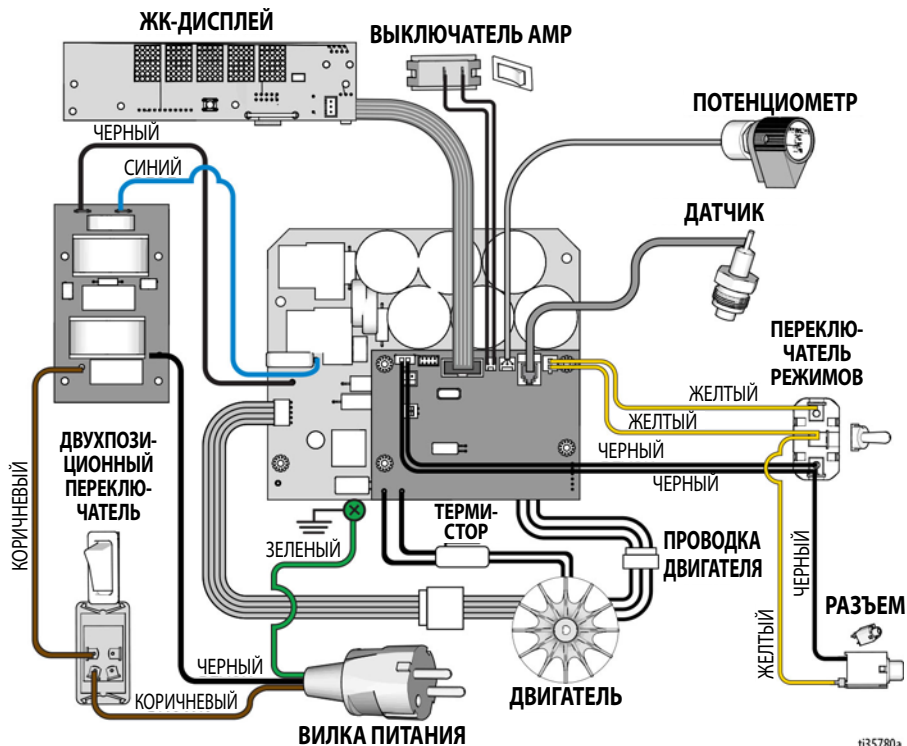 ЖК-ДИСПЛЕЙ
ВЫКЛЮЧАТЕЛЬ AMP
ПОТЕНЦИОМЕТР
ЧЕРНЫЙ
СИНИЙ
ДАТЧИК
ПЕРЕКЛЮ-
ЧАТЕЛЬ
РЕЖИМОВ
ЖЕЛТЫЙ
ЖЕЛТЫЙ
ЧЕРНЫЙ
ЧЕРНЫЙ
ДВУХПОЗИ-
ЦИОННЫЙ
ПЕРЕКЛЮ-
ЧАТЕЛЬ
КОРИЧНЕВЫЙ
ЗЕЛЕНЫЙ
ТЕРМИ-
СТОР
ПРОВОДКА
ДВИГАТЕЛЯ
ЧЕРНЫЙ
РАЗЪЕМ
ЖЕЛТЫЙ
ЧЕРНЫЙ
КОРИЧНЕВЫЙ
ДВИГАТЕЛЬ
ВИЛКА ПИТАНИЯ
ti35780a